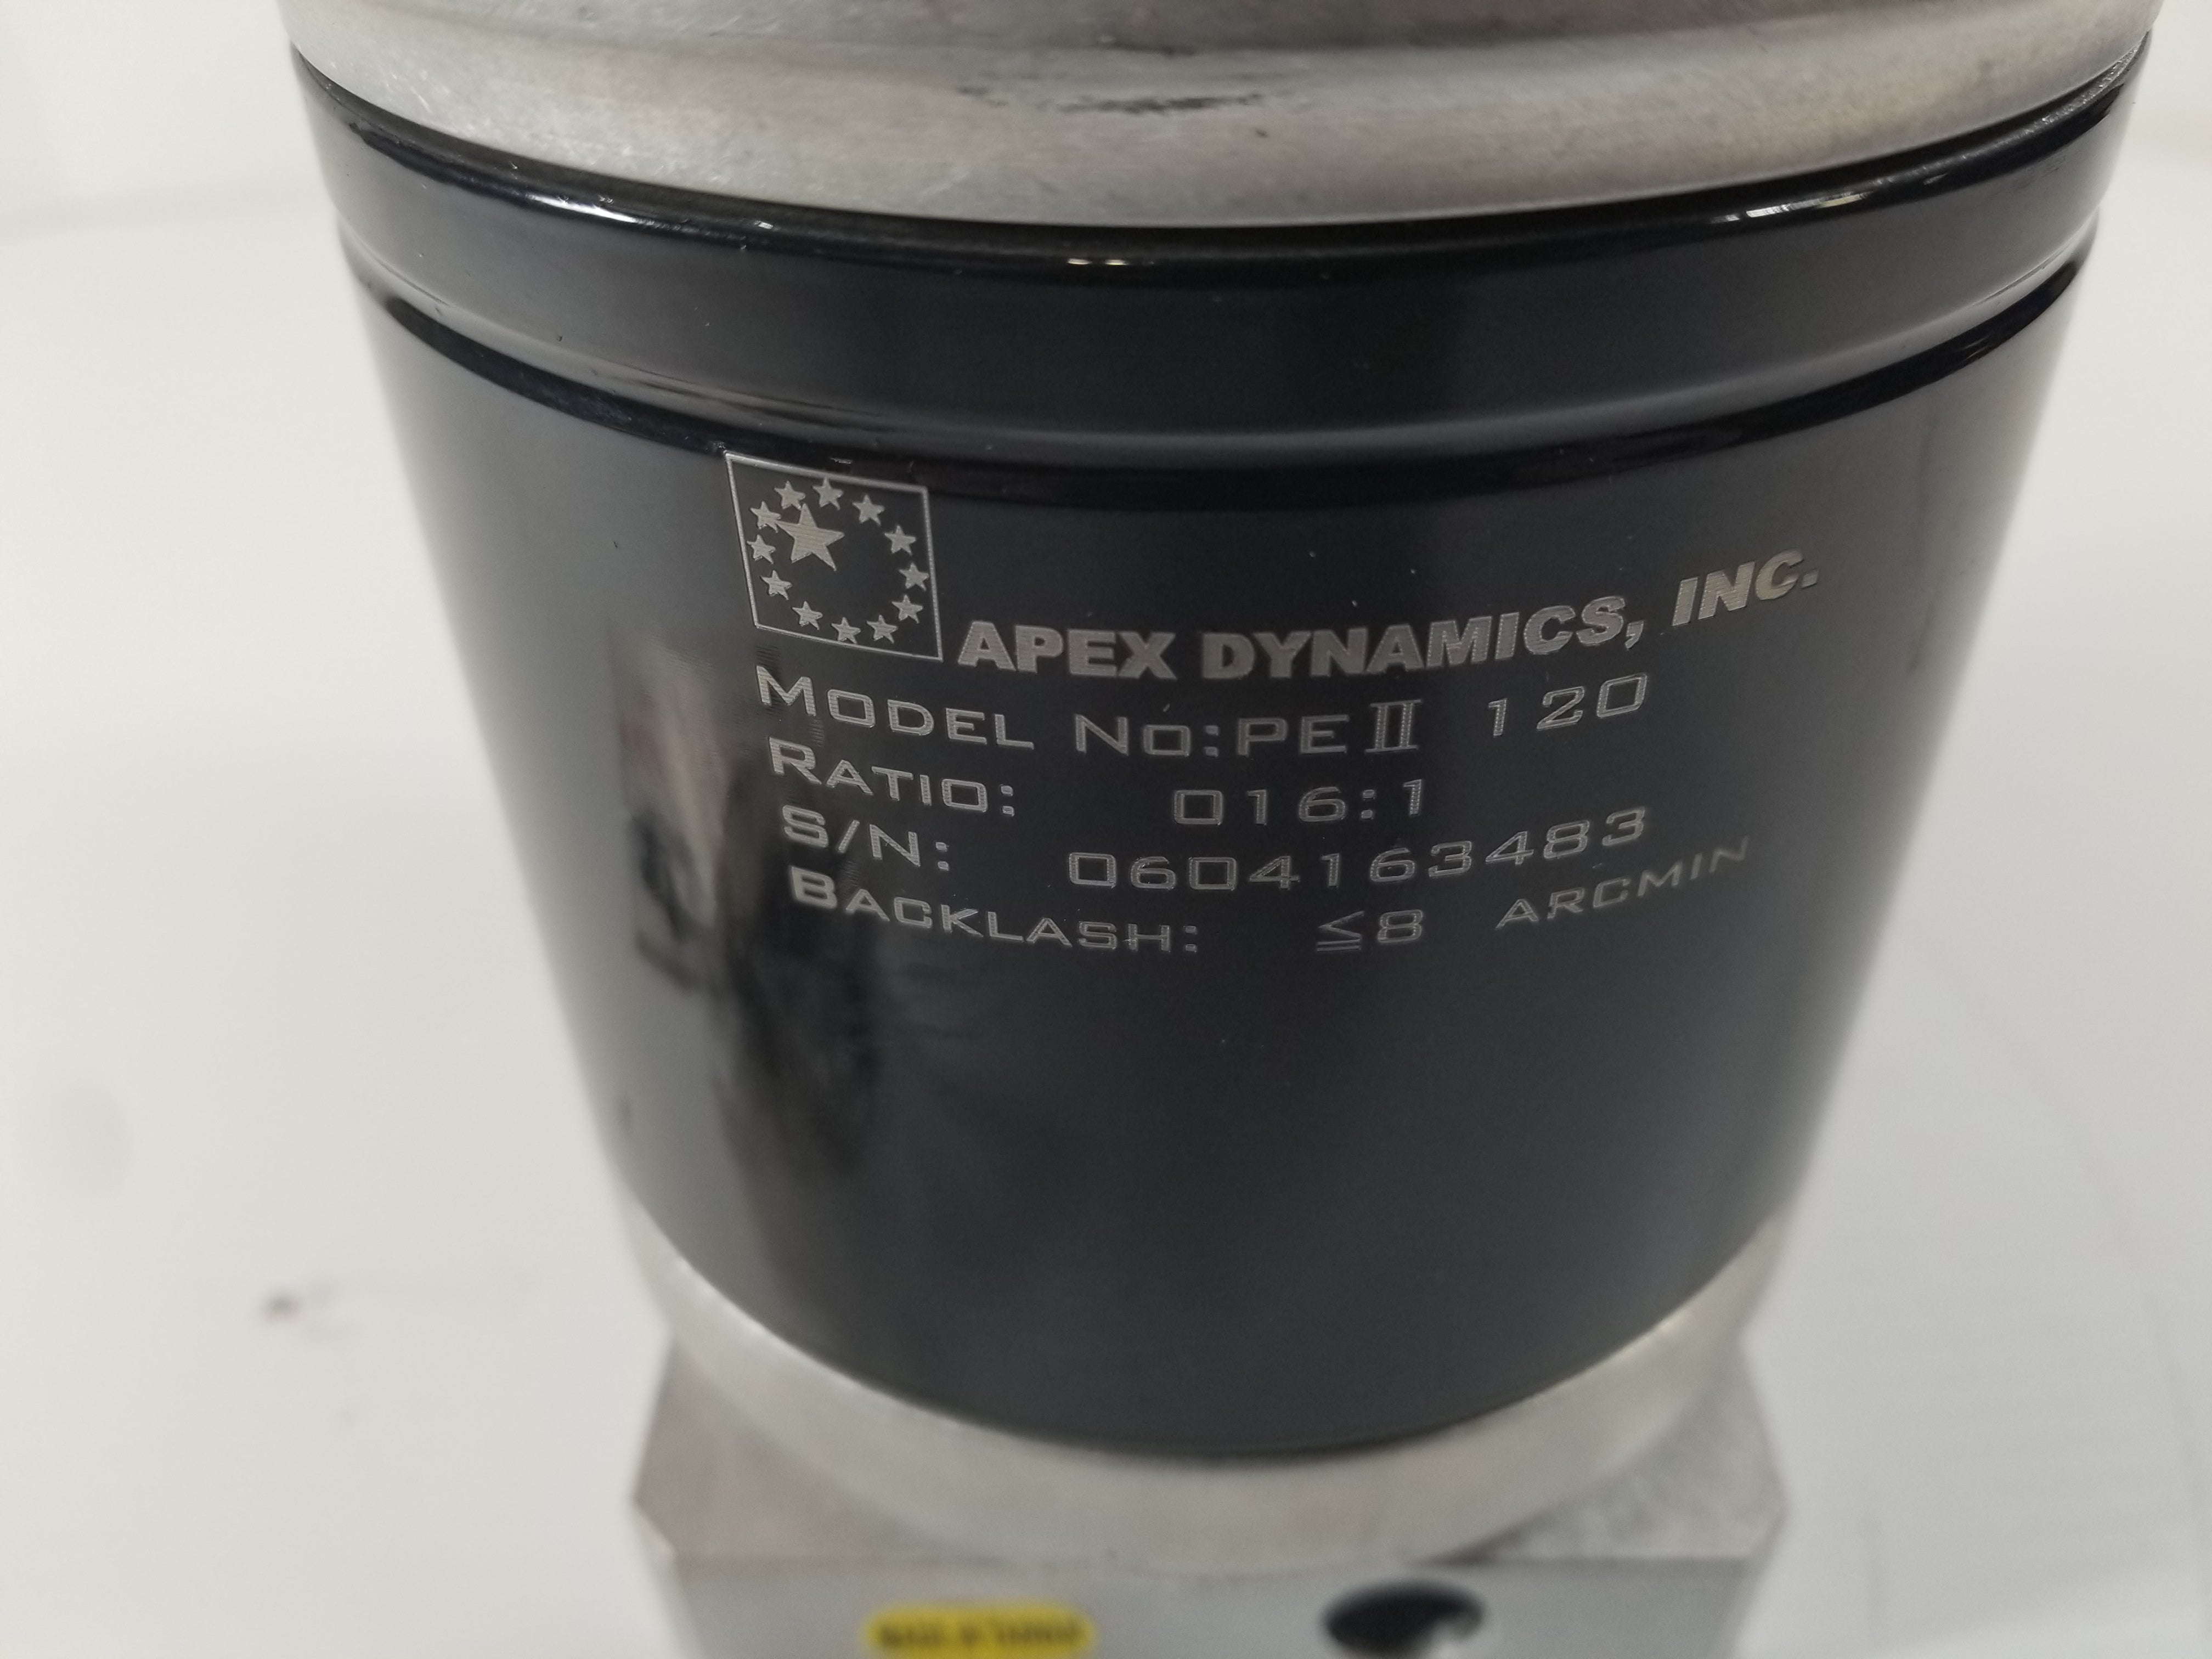 APEX DYNAMICS, INC.
MODEL NO:PEⅡ 120
RATIO: 016:1
S/N: 0604163483
BACKLASH: ≦8 ARCMIN